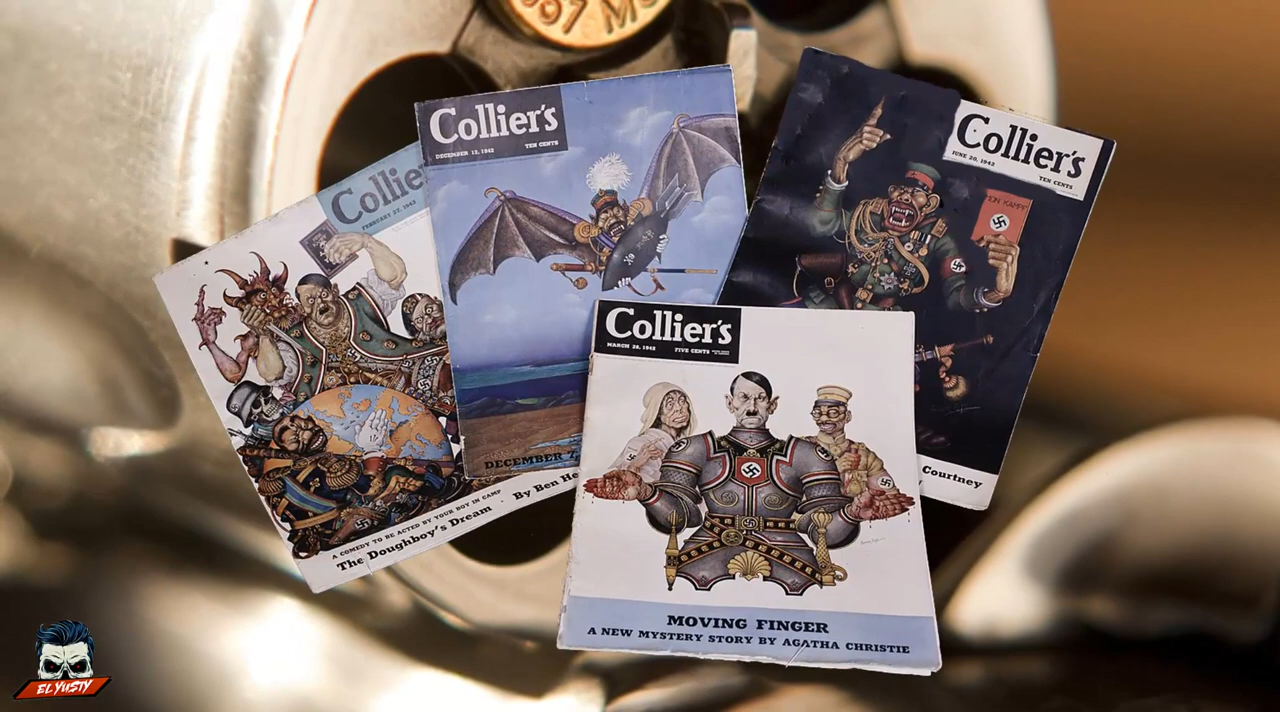 Collier's
DECEMBER 12, 1942 TEN CENTS
DECEMBER
Collier's
JUNE 20, 1942
TEN CENTS
MEIN KAMPF
Courtney
Collie
FEBRUARY 27, 1943
A COMEDY TO BE ACTED BY YOUR BOY IN CAMP
The Doughboy's Dream By Ben He
Collier's
MARCH 28, 1942 FIVE CENTS
MOVING FINGER
A NEW MYSTERY STORY BY AGATHA CHRISTIE
EL YUSTY